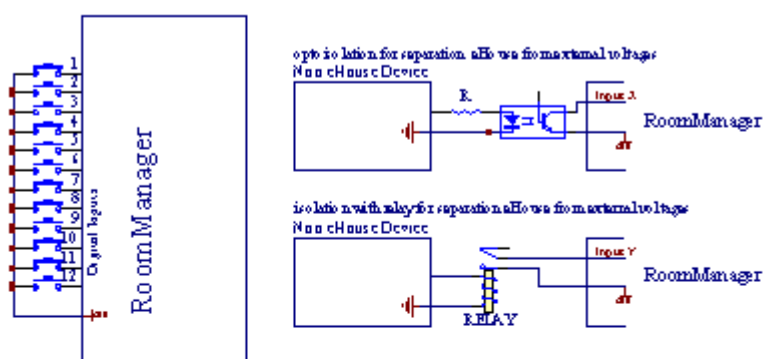 1
2
3
4
5
6
7
8
9
10
11
12
Digital Inputs
RoomManager
opto isolation for separation eHouse from external voltages
Non eHouse Device
R
Input X
RoomManager
isolation with relay for separation eHouse from external voltages
Non eHouse Device
Input Y
RoomManager
RELAY